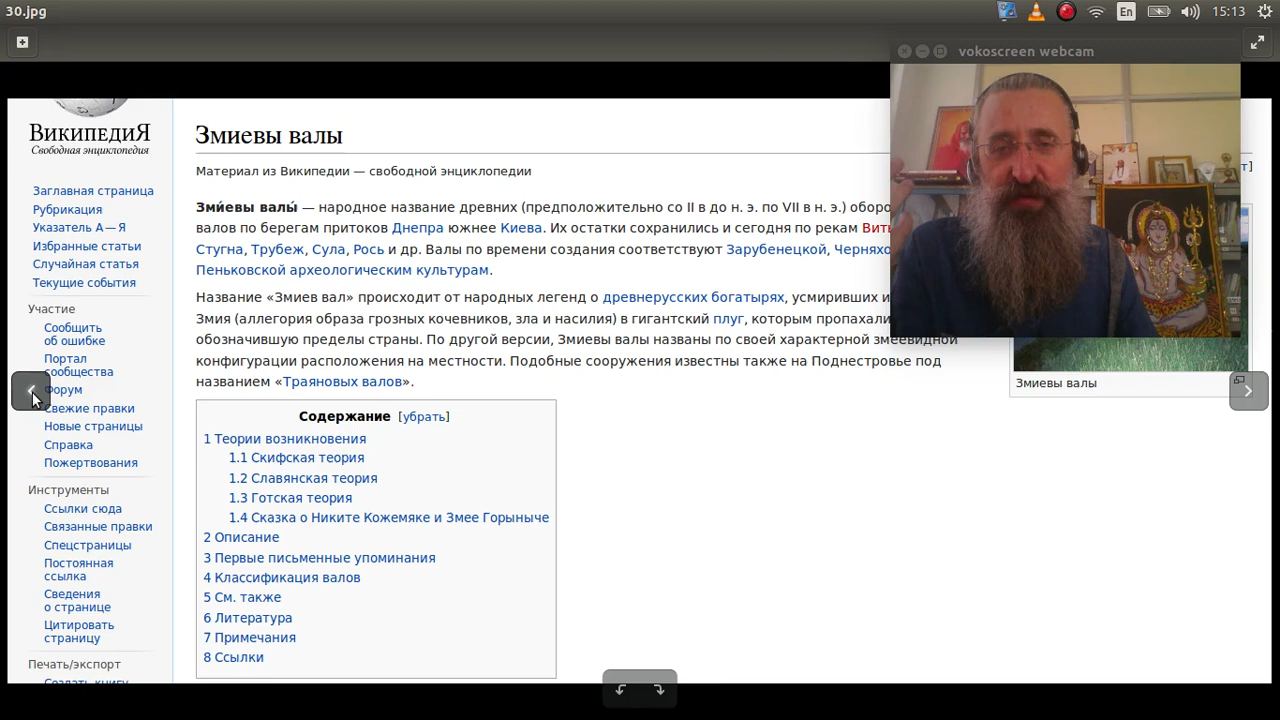 30.jpg
En
15:13
vokoscreen webcam
ВикипедиЯ
Свободная энциклопедия
Заглавная страница
Рубрикация
Указатель А — Я
Избранные статьи
Случайная статья
Текущие события
Участие
Сообщить
об ошибке
Портал
сообщества
Форум
Свежие правки
Новые страницы
Справка
Пожертвования
Инструменты
Ссылки сюда
Связанные правки
Спецстраницы
Постоянная
ссылка
Сведения
о странице
Цитировать
страницу
Печать/экспорт
Создать книгу
Змиевы валы
Материал из Википедии — свободной энциклопедии
Зми́евы валы́ — народное название древних (предположительно со II в до н. э. по VII в н. э.) оборо
валов по берегам притоков Днепра южнее Киева. Их остатки сохранились и сегодня по рекам Вить
Стугна, Трубеж, Сула, Рось и др. Валы по времени создания соответствуют Зарубенецкой, Черняхо
Пеньковской археологическим культурам.
Название «Змиев вал» происходит от народных легенд о древнерусских богатырях, усмиривших и
Змия (аллегория образа грозных кочевников, зла и насилия) в гигантский плуг, которым пропахали
обозначившую пределы страны. По другой версии, Змиевы валы названы по своей характерной змеевидной
конфигурации расположения на местности. Подобные сооружения известны также на Поднестровье под
названием «Траяновых валов».
т]
Змиевы валы
Содержание [убрать]
1 Теории возникновения
1.1 Скифская теория
1.2 Славянская теория
1.3 Готская теория
1.4 Сказка о Никите Кожемяке и Змее Горыныче
2 Описание
3 Первые письменные упоминания
4 Классификация валов
5 См. также
6 Литература
7 Примечания
8 Ссылки